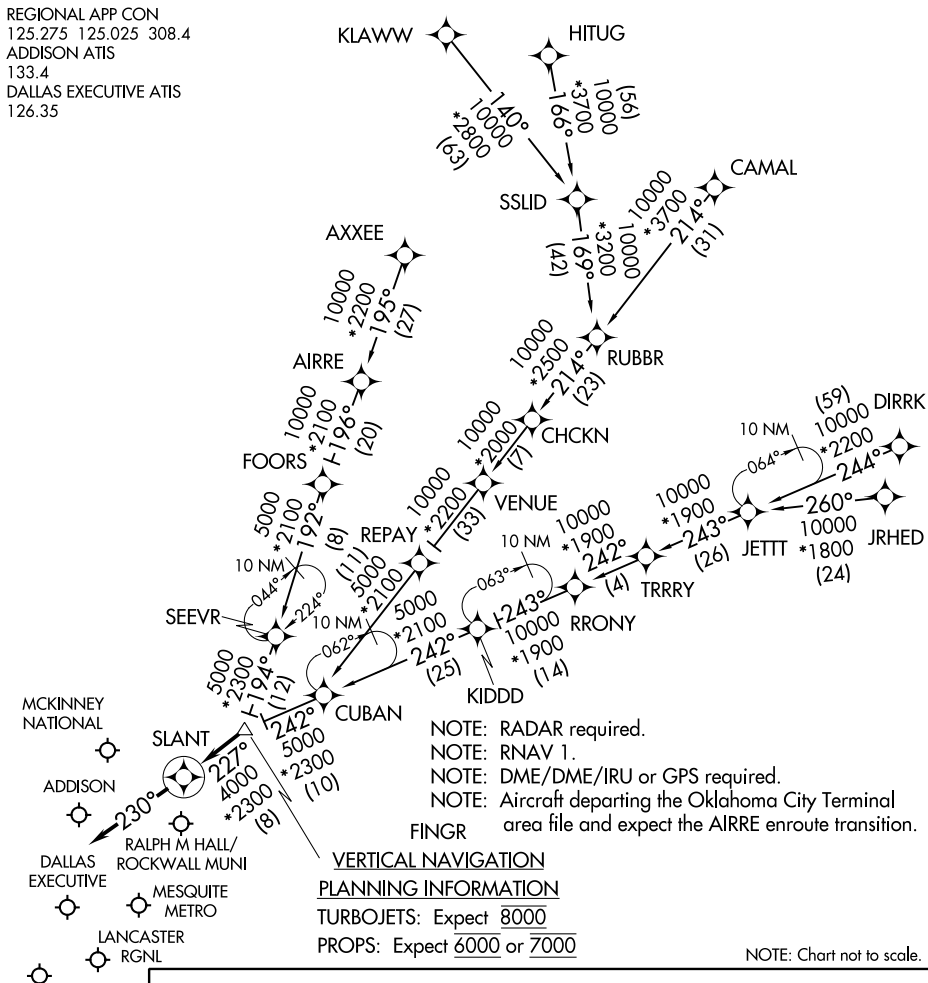 REGIONAL APP CON
125.275 125.025 308.4
ADDISON ATIS
133.4
DALLAS EXECUTIVE ATIS
126.35
KLAWW
HITUG
140°
10000
*2800
(63)
(56)
10000
*3700
166°
SSLID
CAMAL
10000
*3700
214°
(31)
10000
*3200
169°
(42)
AXXEE
10000
*2200
195°
(27)
RUBBR
AIRRE
10000
*2500
214°
(23)
10000
*2100
196°
(20)
CHCKN
10000
*2000
(7)
FOORS
VENUE
10000
*2200
(33)
5000
*2100
192°
(8)
REPAY
(11)
5000
*2100
DIRRK
(59)
10000
*2200
244°
10 NM
064°
260°
10000
*1800
(24)
JRHED
JETTT
10000
*1900
243°
(26)
TRRRY
10000
*1900
242°
(4)
RRONY
10 NM
063°
243°
10000
*1900
(14)
KIDDD
5000
*2100
242°
(25)
10 NM
044°
224°
SEEVR
10 NM
062°
CUBAN
5000
*2300
194°
(12)
242°
5000
*2300
(10)
MCKINNEY
NATIONAL
SLANT
227°
4000
*2300
(8)
ADDISON
230°
RALPH M HALL/
ROCKWALL MUNI
DALLAS
EXECUTIVE
MESQUITE
METRO
LANCASTER
RGNL
NOTE: RADAR required.
NOTE: RNAV 1.
NOTE: DME/DME/IRU or GPS required.
NOTE: Aircraft departing the Oklahoma City Terminal
area file and expect the AIRRE enroute transition.
FINGR
VERTICAL NAVIGATION
PLANNING INFORMATION
TURBOJETS: Expect 8000
PROPS: Expect 6000 or 7000
NOTE: Chart not to scale.